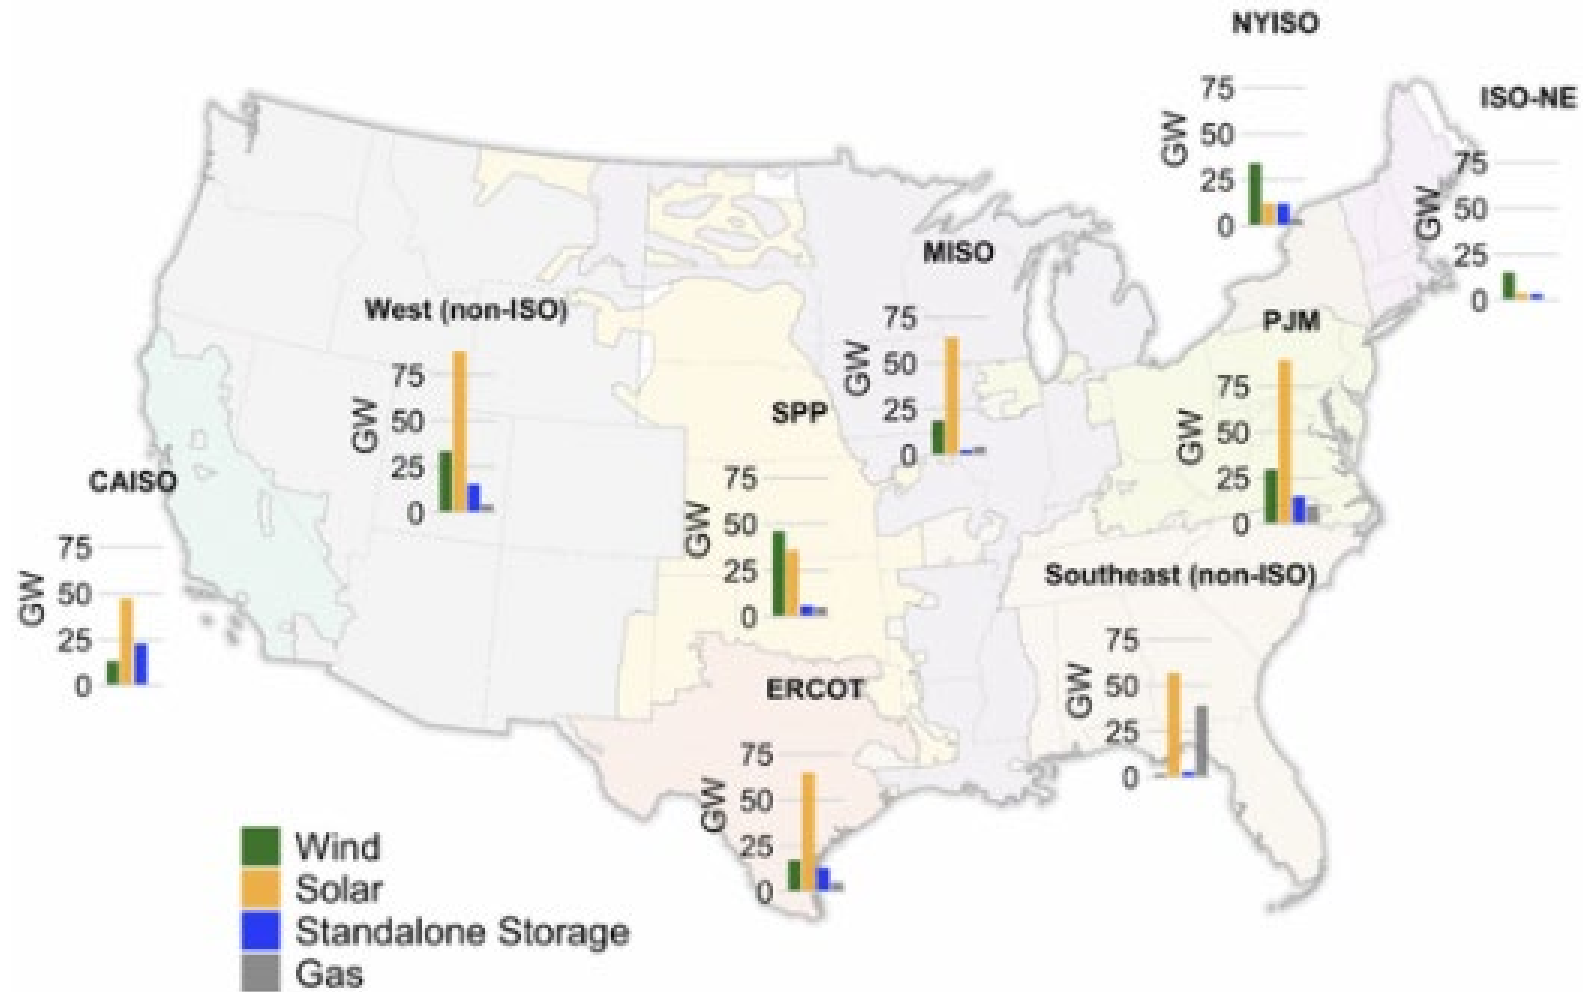 NYISO
75
GW
50
25
0
ISO-NE
75
GW
50
25
0
MISO
75
GW
50
25
0
West (non-ISO)
75
GW
50
25
0
PJM
75
GW
50
25
0
SPP
75
GW
50
25
0
CAISO
75
GW
50
25
0
Southeast (non-ISO)
75
GW
50
25
0
ERCOT
75
GW
50
25
0
Wind
Solar
Standalone Storage
Gas